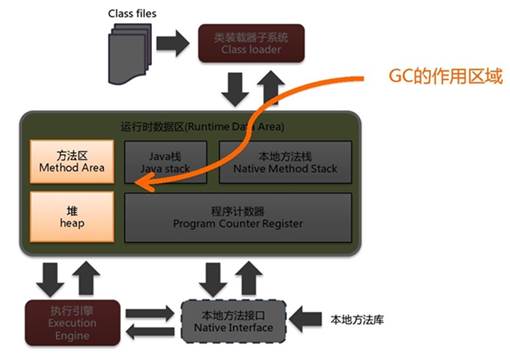 Class files
类装载器子系统
Class loader
GC的作用区域
运行时数据区(Runtime Data Area)
方法区
Method Area
Java栈
Java stack
本地方法栈
Native Method Stack
堆
heap
程序计数器
Program Counter Register
执行引擎
Execution
Engine
本地方法接口
Native Interface
本地方法库